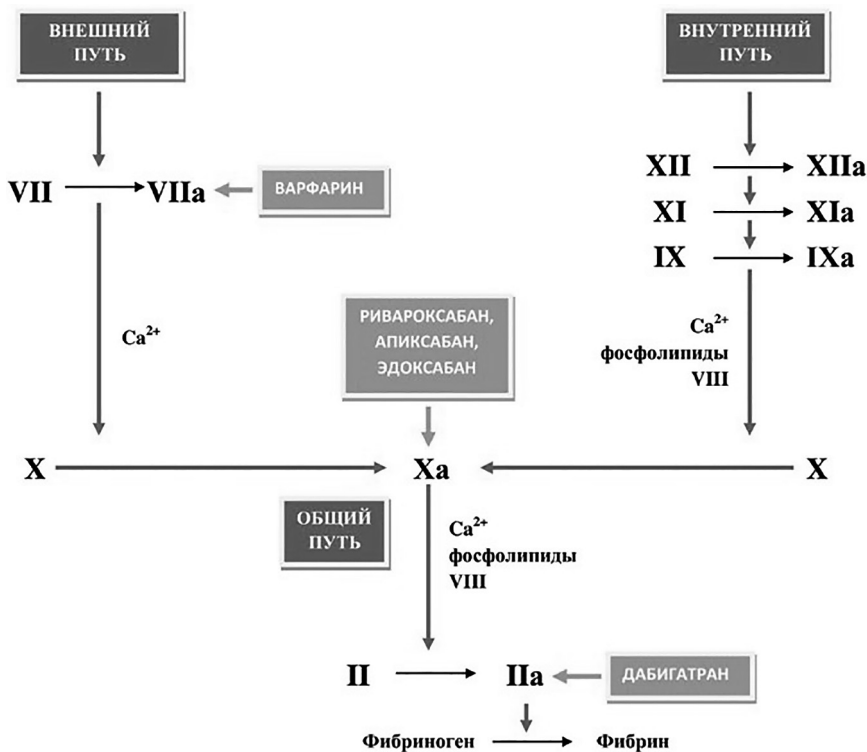 ВНЕШНИЙ
ПУТЬ
ВНУТРЕННИЙ
ПУТЬ
VII
VIIa
ВАРФАРИН
XII
XIIa
XI
XIa
IX
IXa
Ca²⁺
РИВАРОКСАБАН,
АПИКСАБАН,
ЭДОКСАБАН
Ca²⁺
фосфолипиды
VIII
X
Xa
X
ОБЩИЙ
ПУТЬ
Ca²⁺
фосфолипиды
VIII
II
IIa
ДАБИГАТРАН
Фибриноген
Фибрин